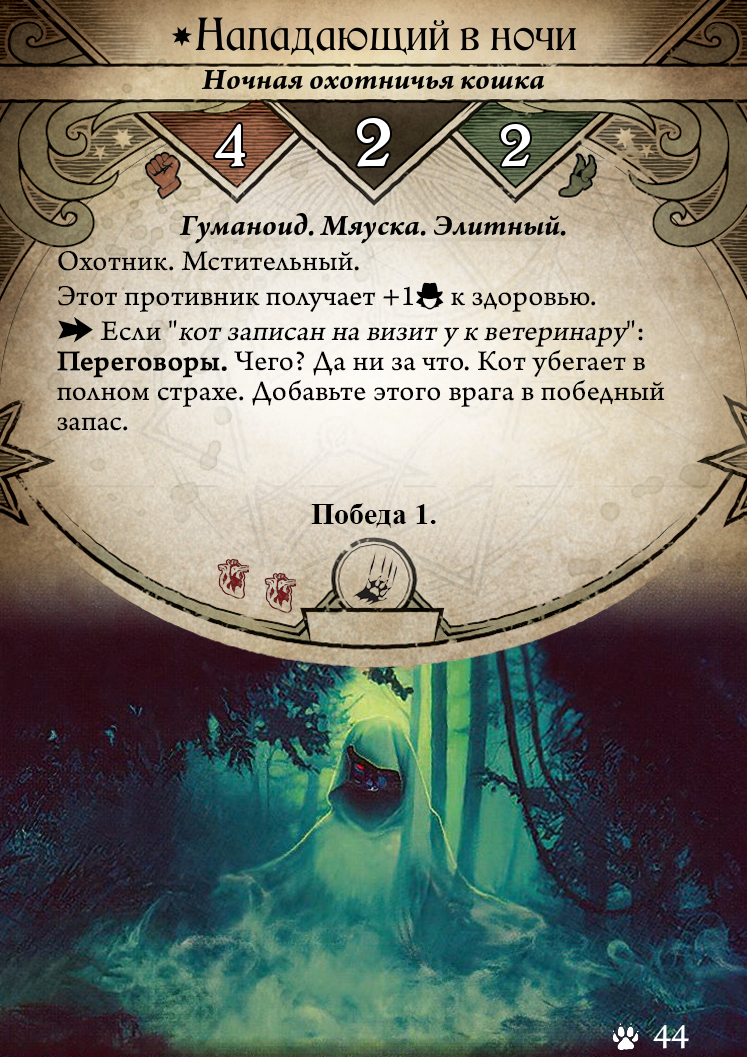 Нападающий в ночи
Ночная охотничья кошка
4 2 2
Гуманоид. Мяуска. Элитный.
Охотник. Мстительный.
Этот противник получает +1 к здоровью.
Если "кот записан на визит у к ветеринару":
Переговоры. Чего? Да ни за что. Кот убегает в
полном страхе. Добавьте этого врага в победный
запас.
Победа 1.
44